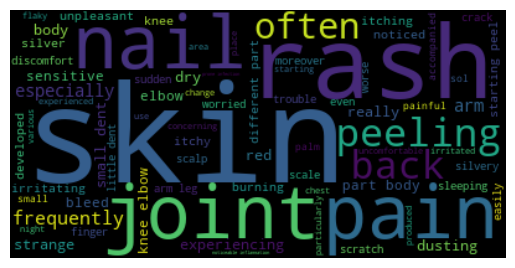 flaky
unpleasant
knee
often
itching
crack
body
nail
area
place
noticed
accompanied
rash
silver
moreover
starting
discomfort
sensitive
dry
sudden
change
worse
different part
trouble
sol
starting peel
especially
elbow
worried
even
painful
arm
experienced
various
use
concerning
really
peeling
developed
skin
small dent
little dent
itchy
scalp
palm
back
uncomfortable
irritated
silvery
red
scale
irritating
bleed
arm leg
burning
part body
sleeping
small
frequently
finger
joint
pain
chest
particularly
produced
easily
night
strange
knee elbow
experiencing
scratch
dusting
noticeable inflammation